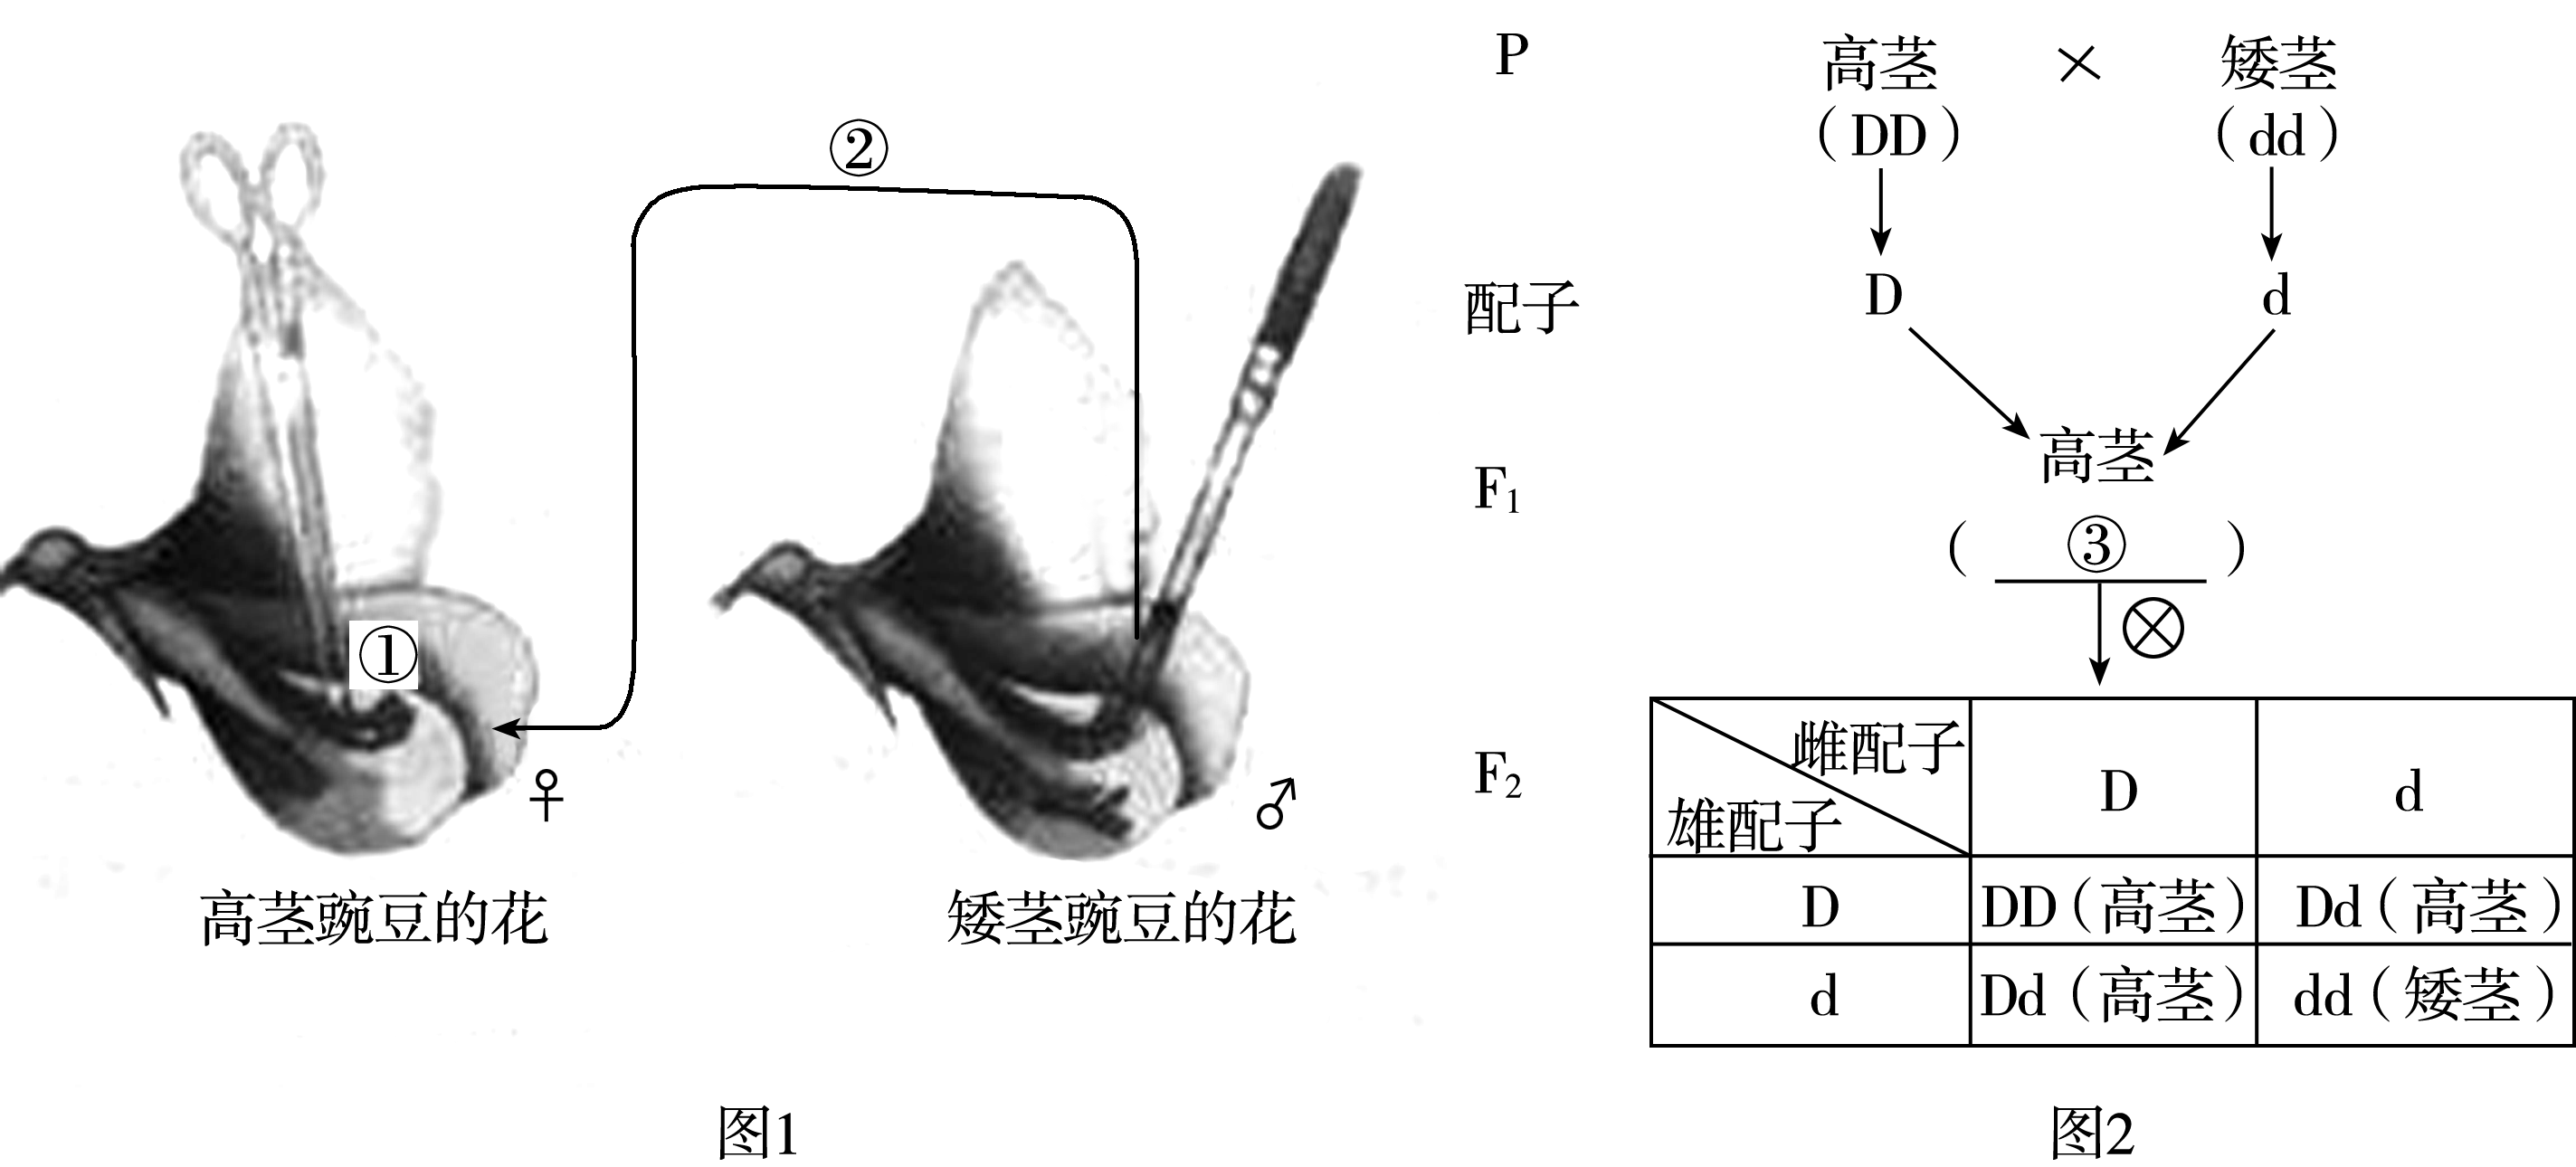 ②
①
♀
♂
高茎豌豆的花
矮茎豌豆的花
图1
P
高茎 × 矮茎
(DD) (dd)
配子
D d
F₁
高茎
( ③ )
⊗
F₂
雌配子
雄配子
D d
D DD(高茎) Dd(高茎)
d Dd(高茎) dd(矮茎)
图2